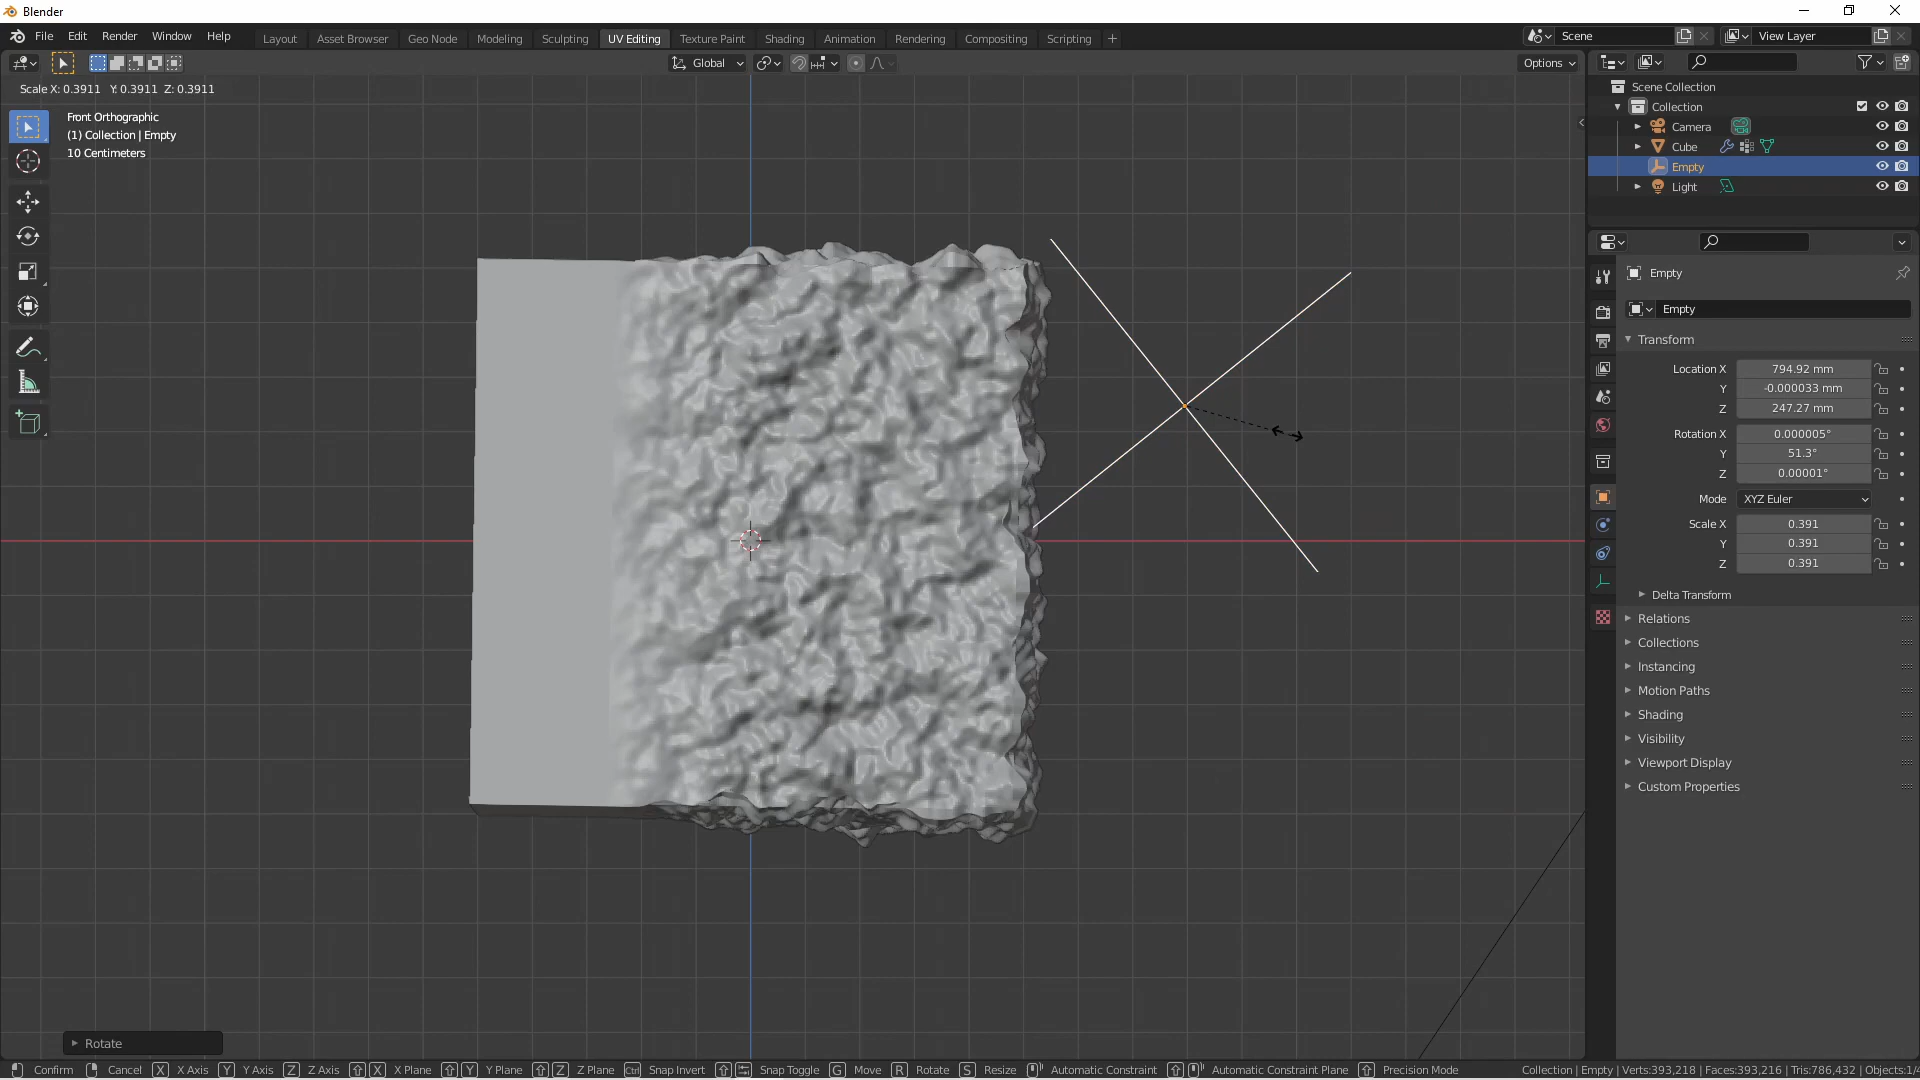 Blender
File Edit Render Window Help
Layout Asset Browser Geo Node Modeling Sculpting UV Editing Texture Paint Shading Animation Rendering Compositing Scripting +
Scene View Layer
Global Options
Scale X: 0.3911 Y: 0.3911 Z: 0.3911
Front Orthographic
(1) Collection | Empty
10 Centimeters
Scene Collection
Collection
Camera
Cube
Empty
Light
Empty
Empty
Transform
Location X 794.92 mm
Y -0.000033 mm
Z 247.27 mm
Rotation X 0.000005°
Y 51.3°
Z 0.00001°
Mode XYZ Euler
Scale X 0.391
Y 0.391
Z 0.391
Delta Transform
Relations
Collections
Instancing
Motion Paths
Shading
Visibility
Viewport Display
Custom Properties
Rotate
Confirm Cancel X X Axis Y Y Axis Z Z Axis X X Plane Y Y Plane Z Z Plane Ctrl Snap Invert Snap Toggle G Move R Rotate S Resize Automatic Constraint Automatic Constraint Plane Precision Mode Collection | Empty | Verts:393,218 | Faces:393,216 | Tris:786,432 | Objects:1/4